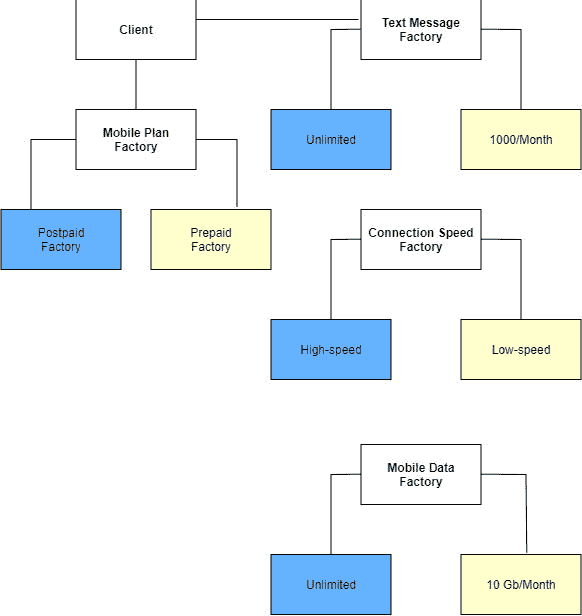 Client
Text Message
Factory
Mobile Plan
Factory
Unlimited
1000/Month
Postpaid
Factory
Prepaid
Factory
Connection Speed
Factory
High-speed
Low-speed
Mobile Data
Factory
Unlimited
10 Gb/Month